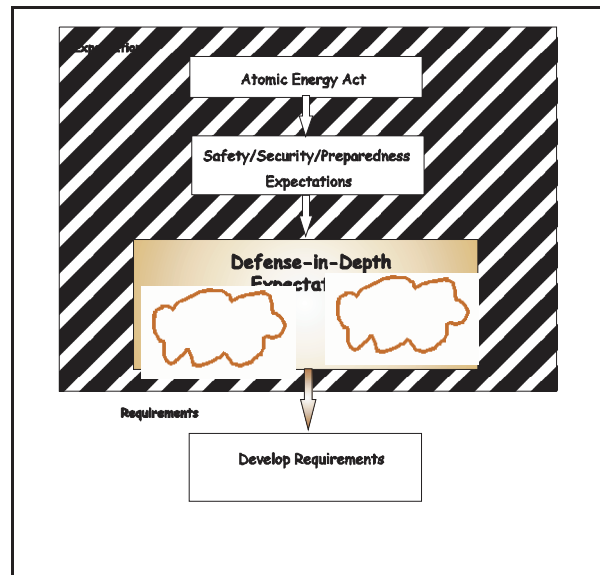 Atomic Energy Act
Safety/Security/Preparedness
Expectations
Defense-in-Depth
Requirements
Develop Requirements